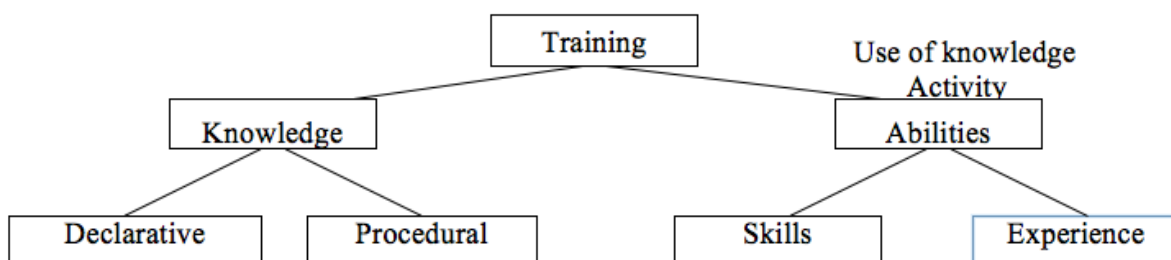 Training
Use of knowledge
Activity
Knowledge
Abilities
Declarative
Procedural
Skills
Experience